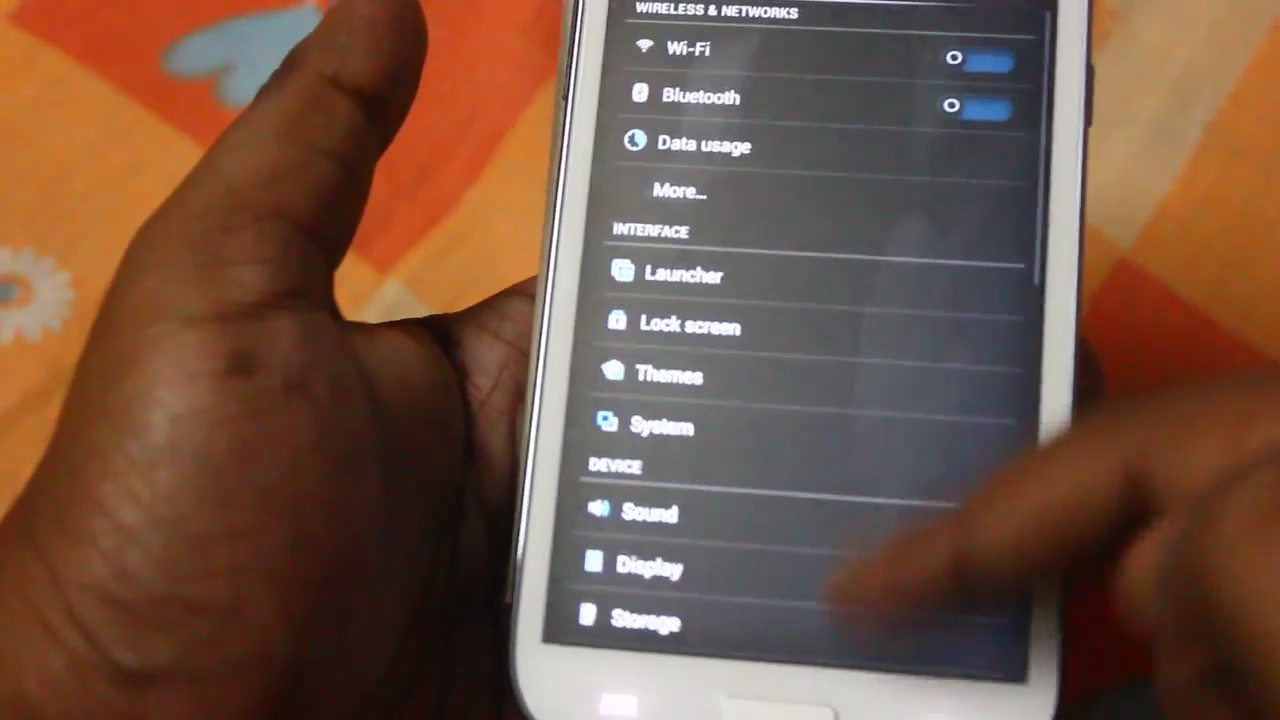 WIRELESS & NETWORKS
Wi-Fi
Bluetooth
Data usage
More...
INTERFACE
Launcher
Lock screen
Themes
System
DEVICE
Sound
Display
Storage